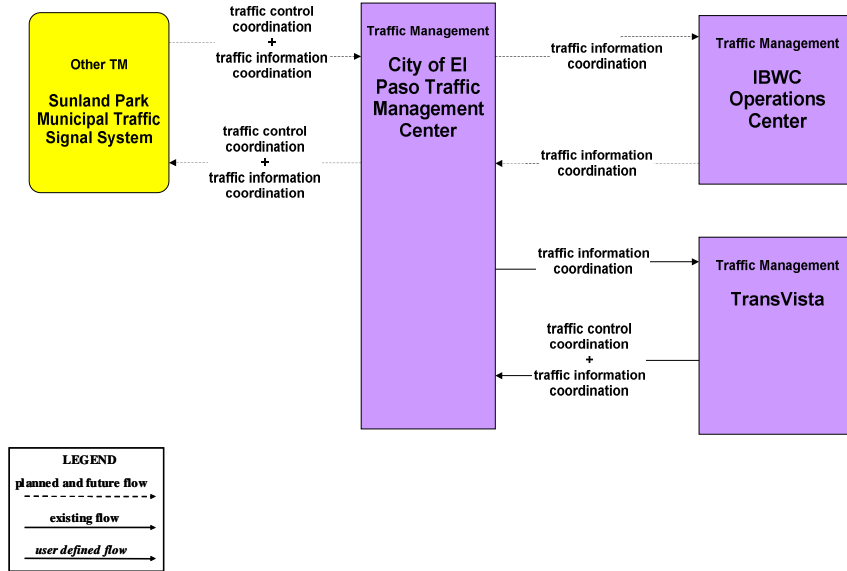 Other TM
Sunland Park
Municipal Traffic
Signal System
traffic control
coordination
+
traffic information
coordination
traffic control
coordination
+
traffic information
coordination
Traffic Management
City of El
Paso Traffic
Management
Center
traffic information
coordination
traffic information
coordination
Traffic Management
IBWC
Operations
Center
traffic information
coordination
traffic control
coordination
+
traffic information
coordination
Traffic Management
TransVista
LEGEND
planned and future flow
existing flow
user defined flow